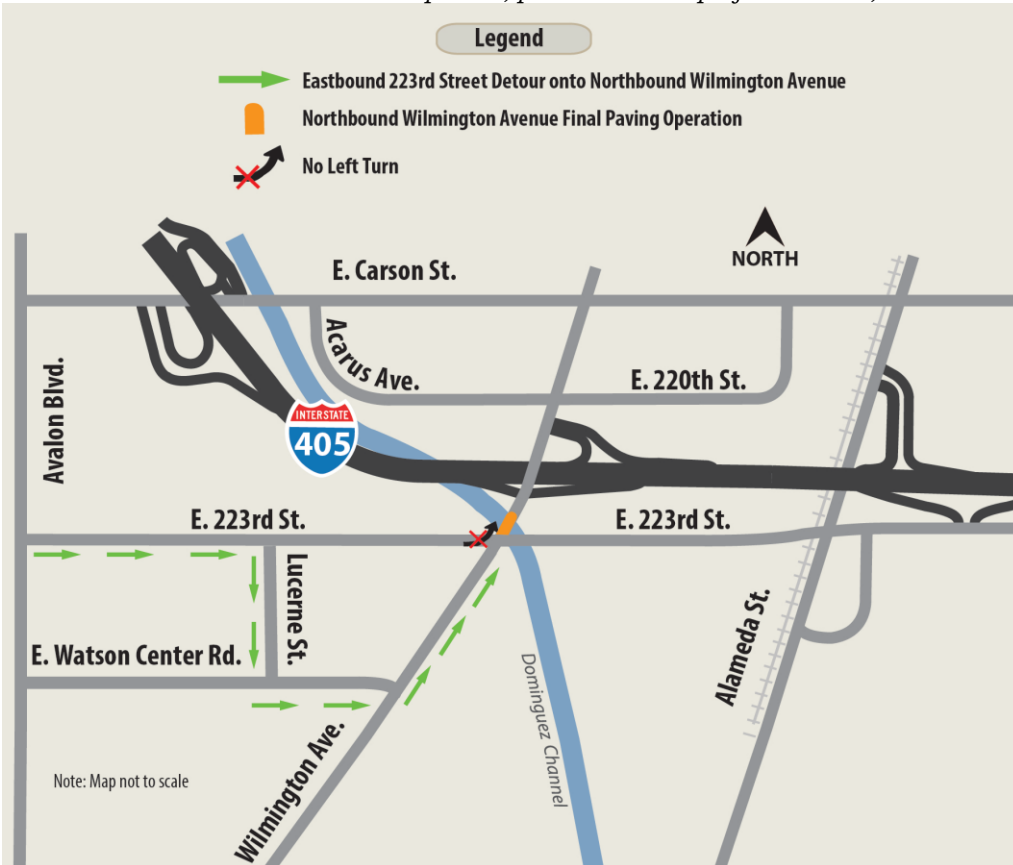 Legend
Eastbound 223rd Street Detour onto Northbound Wilmington Avenue
Northbound Wilmington Avenue Final Paving Operation
No Left Turn
NORTH
E. Carson St.
Acarus Ave.
E. 220th St.
Avalon Blvd.
INTERSTATE
405
E. 223rd St.
E. 223rd St.
Lucerne St.
E. Watson Center Rd.
Alameda St.
Dominguez Channel
Wilmington Ave.
Note: Map not to scale